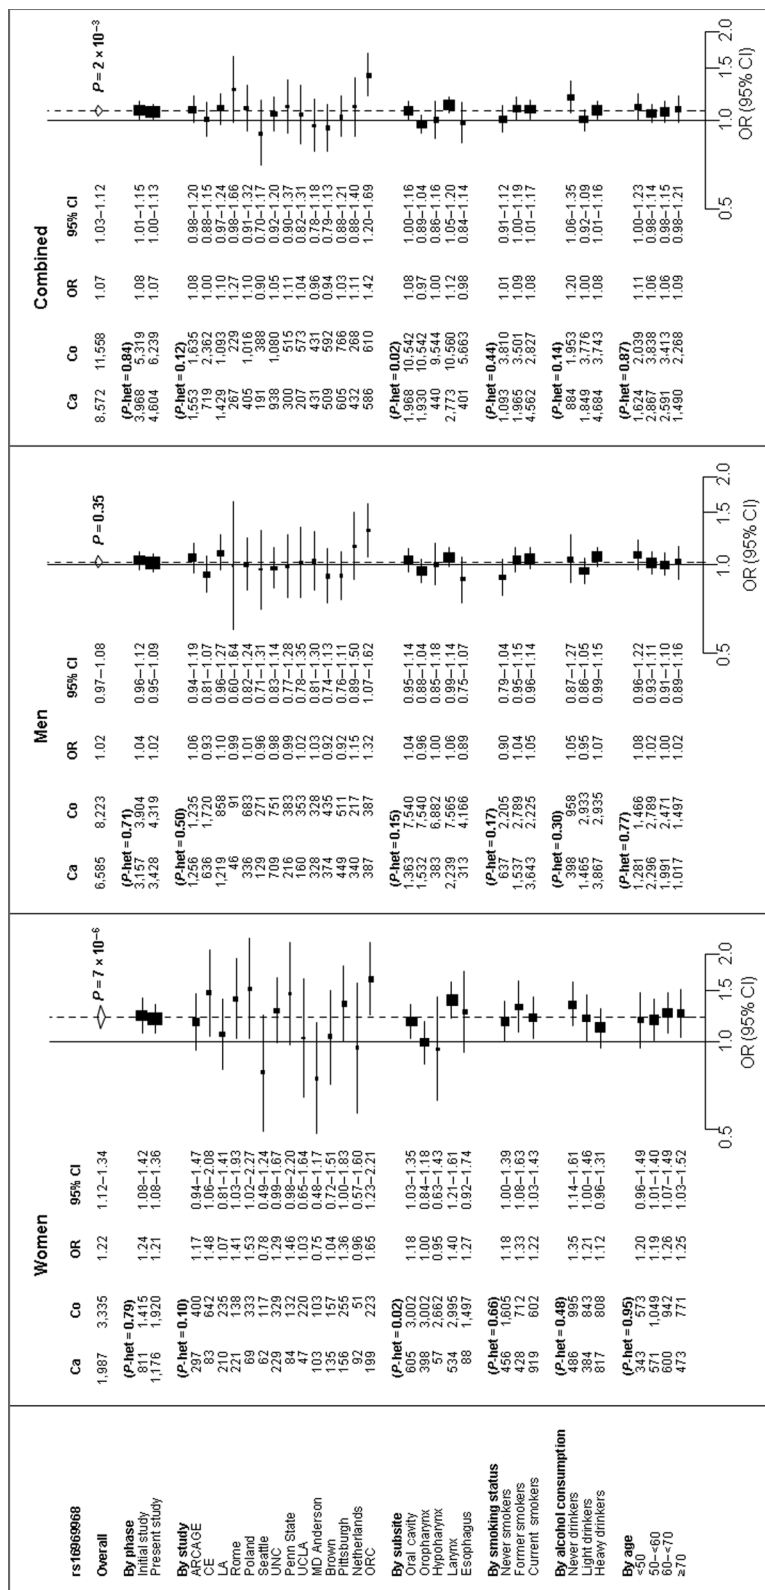 Women Men Combined
rs16969968 Ca Co OR 95% CI Ca Co OR 95% CI Ca Co OR 95% CI
Overall 1,987 3,335 1.22 1.12–1.34 P = 7 × 10⁻⁶ 6,585 8,223 1.02 0.97–1.08 P = 0.35 8,572 11,558 1.07 1.03–1.12 P = 2 × 10⁻³
By phase (P-het = 0.79) (P-het = 0.71) (P-het = 0.84)
Initial study 811 1,415 1.24 1.08–1.42 3,157 3,904 1.04 0.96–1.12 3,968 5,319 1.08 1.01–1.15
Present study 1,176 1,920 1.21 1.08–1.36 3,428 4,319 1.02 0.95–1.09 4,604 6,239 1.07 1.00–1.13
By study (P-het = 0.10) (P-het = 0.50) (P-het = 0.12)
ARCAGE 297 400 1.17 0.94–1.47 1,256 1,235 1.06 0.94–1.19 1,553 1,635 1.08 0.98–1.20
CE 83 642 1.48 1.06–2.08 636 1,720 0.93 0.81–1.07 719 2,362 1.00 0.88–1.15
LA 210 235 1.07 0.81–1.41 1,219 858 1.10 0.96–1.27 1,429 1,093 1.10 0.97–1.24
Rome 221 138 1.41 1.03–1.93 46 91 0.99 0.60–1.64 267 229 1.27 0.98–1.66
Poland 69 333 1.53 1.02–2.27 336 683 1.01 0.82–1.24 405 1,016 1.10 0.91–1.32
Seattle 62 117 0.78 0.49–1.24 129 271 0.96 0.71–1.31 191 388 0.90 0.70–1.17
UNC 229 329 1.29 0.99–1.67 709 751 0.98 0.83–1.14 938 1,080 1.05 0.92–1.20
Penn State 84 132 1.46 0.98–2.20 216 383 0.99 0.77–1.28 300 515 1.11 0.90–1.37
UCLA 47 220 1.03 0.65–1.64 160 353 1.02 0.78–1.35 207 573 1.04 0.82–1.31
MD Anderson 103 103 0.75 0.48–1.17 328 328 1.03 0.81–1.30 431 431 0.96 0.78–1.18
Brown 135 157 1.04 0.72–1.51 374 435 0.92 0.74–1.13 509 592 0.94 0.79–1.13
Pittsburgh 156 255 1.36 1.00–1.83 449 511 0.92 0.76–1.11 605 766 1.03 0.88–1.21
Netherlands 92 51 0.96 0.57–1.60 340 217 1.15 0.89–1.50 432 268 1.11 0.88–1.40
ORC 199 223 1.65 1.23–2.21 387 387 1.32 1.07–1.62 586 610 1.42 1.20–1.69
By subsite (P-het = 0.02) (P-het = 0.15) (P-het = 0.02)
Oral cavity 605 3,002 1.18 1.03–1.35 1,363 7,540 1.04 0.95–1.14 1,968 10,542 1.08 1.00–1.16
Oropharynx 398 3,002 1.00 0.84–1.18 1,532 7,540 0.96 0.88–1.04 1,930 10,542 0.97 0.89–1.04
Hypopharynx 57 2,662 0.95 0.63–1.43 383 6,882 1.00 0.85–1.18 440 9,544 1.00 0.86–1.16
Larynx 534 2,995 1.40 1.21–1.61 2,239 7,565 1.06 0.99–1.14 2,773 10,560 1.12 1.05–1.20
Esophagus 88 1,497 1.27 0.92–1.74 313 4,166 0.89 0.75–1.07 401 5,663 0.98 0.84–1.14
By smoking status (P-het = 0.66) (P-het = 0.17) (P-het = 0.44)
Never smokers 456 1,605 1.18 1.00–1.39 637 2,205 0.90 0.79–1.04 1,093 3,810 1.01 0.91–1.12
Former smokers 428 712 1.33 1.08–1.63 1,537 2,789 1.04 0.95–1.15 1,965 3,501 1.09 1.00–1.19
Current smokers 919 602 1.22 1.03–1.43 3,643 2,225 1.05 0.96–1.14 4,562 2,827 1.08 1.01–1.17
By alcohol consumption (P-het = 0.48) (P-het = 0.30) (P-het = 0.14)
Never drinkers 486 995 1.35 1.14–1.61 398 958 1.05 0.87–1.27 884 1,953 1.20 1.06–1.35
Light drinkers 384 843 1.21 1.00–1.46 1,465 2,933 0.95 0.86–1.05 1,849 3,776 1.00 0.92–1.09
Heavy drinkers 817 808 1.12 0.96–1.31 3,867 2,935 1.07 0.99–1.15 4,684 3,743 1.08 1.01–1.16
By age (P-het = 0.95) (P-het = 0.77) (P-het = 0.87)
<50 343 573 1.20 0.96–1.49 1,281 1,466 1.08 0.96–1.22 1,624 2,039 1.11 1.00–1.23
50–<60 571 1,049 1.19 1.01–1.40 2,296 2,789 1.02 0.93–1.11 2,867 3,838 1.06 0.98–1.14
60–<70 600 942 1.26 1.07–1.49 1,991 2,471 1.00 0.91–1.10 2,591 3,413 1.06 0.98–1.15
≥70 473 771 1.25 1.03–1.52 1,017 1,497 1.02 0.89–1.16 1,490 2,268 1.09 0.98–1.21
0.5 1.0 1.5 2.0 0.5 1.0 1.5 2.0 0.5 1.0 1.5 2.0
OR (95% CI) OR (95% CI) OR (95% CI)